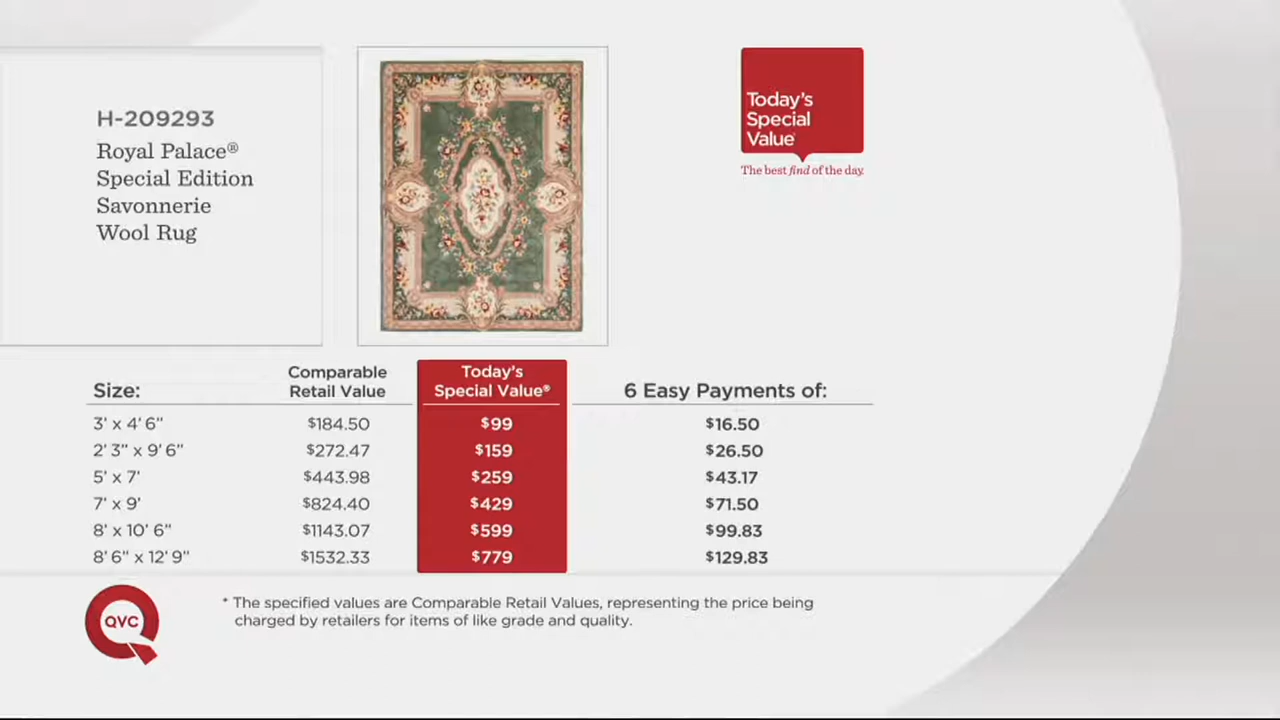 H-209293
Royal Palace®
Special Edition
Savonnerie
Wool Rug
Today's
Special
Value
The best find of the day.
Size:
Comparable
Retail Value
Today's
Special Value®
6 Easy Payments of:
3' x 4' 6" $184.50 $99 $16.50
2' 3" x 9' 6" $272.47 $159 $26.50
5' x 7' $443.98 $259 $43.17
7' x 9' $824.40 $429 $71.50
8' x 10' 6" $1143.07 $599 $99.83
8' 6" x 12' 9" $1532.33 $779 $129.83
QVC
* The specified values are Comparable Retail Values, representing the price being
charged by retailers for items of like grade and quality.